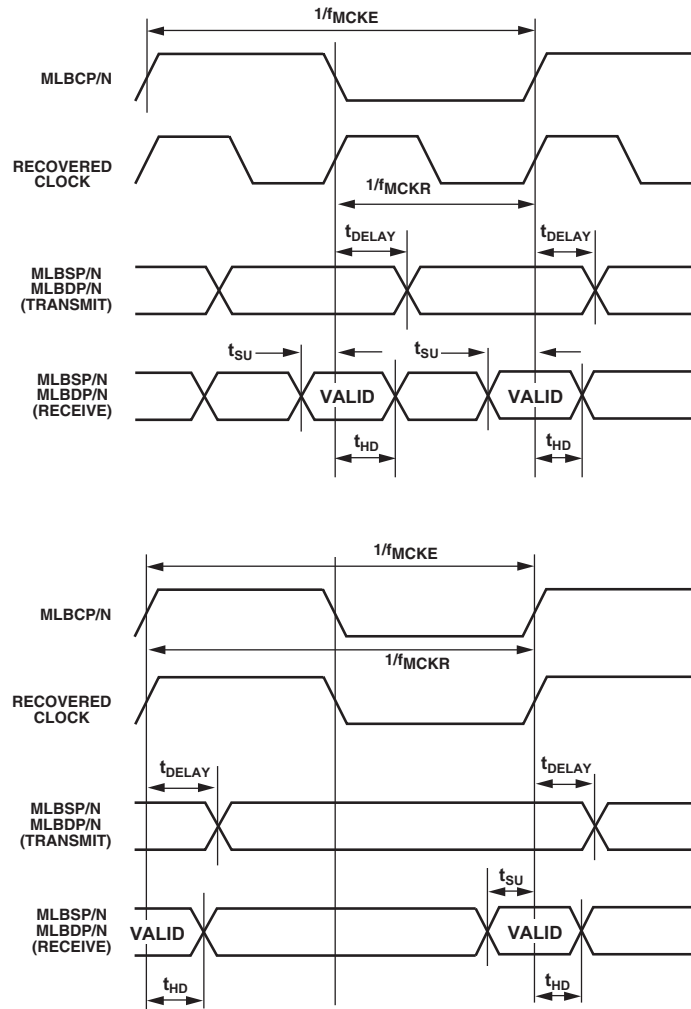 1/fMCKE
MLBCP/N
RECOVERED
CLOCK
1/fMCKR
tDELAY
tDELAY
MLBSP/N
MLBDP/N
(TRANSMIT)
tSU
tSU
MLBSP/N
MLBDP/N
(RECEIVE)
VALID
VALID
tHD
tHD
1/fMCKE
MLBCP/N
1/fMCKR
RECOVERED
CLOCK
tDELAY
tDELAY
MLBSP/N
MLBDP/N
(TRANSMIT)
tSU
MLBSP/N
MLBDP/N
(RECEIVE)
VALID
VALID
tHD
tHD